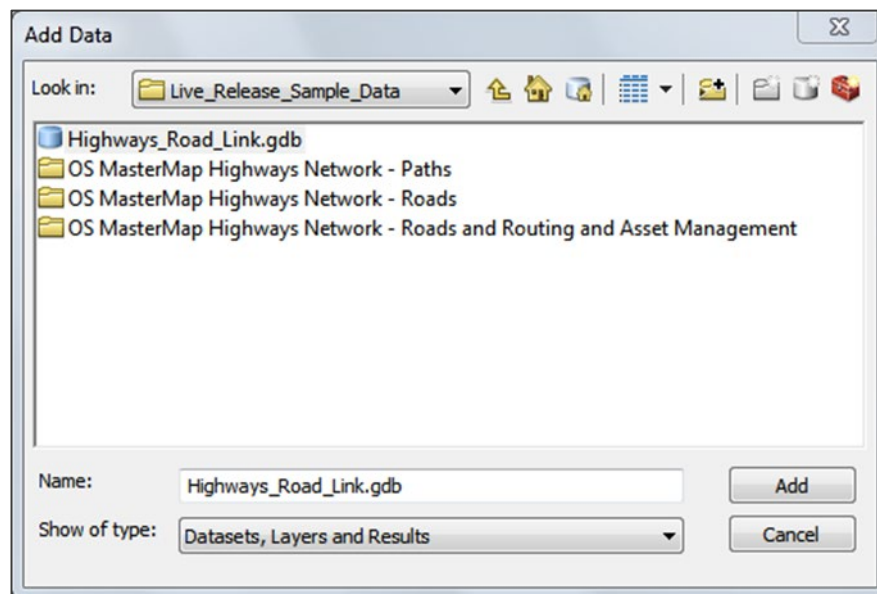 Add Data
Look in: Live_Release_Sample_Data
Highways_Road_Link.gdb
OS MasterMap Highways Network - Paths
OS MasterMap Highways Network - Roads
OS MasterMap Highways Network - Roads and Routing and Asset Management
Name: Highways_Road_Link.gdb Add
Show of type: Datasets, Layers and Results Cancel